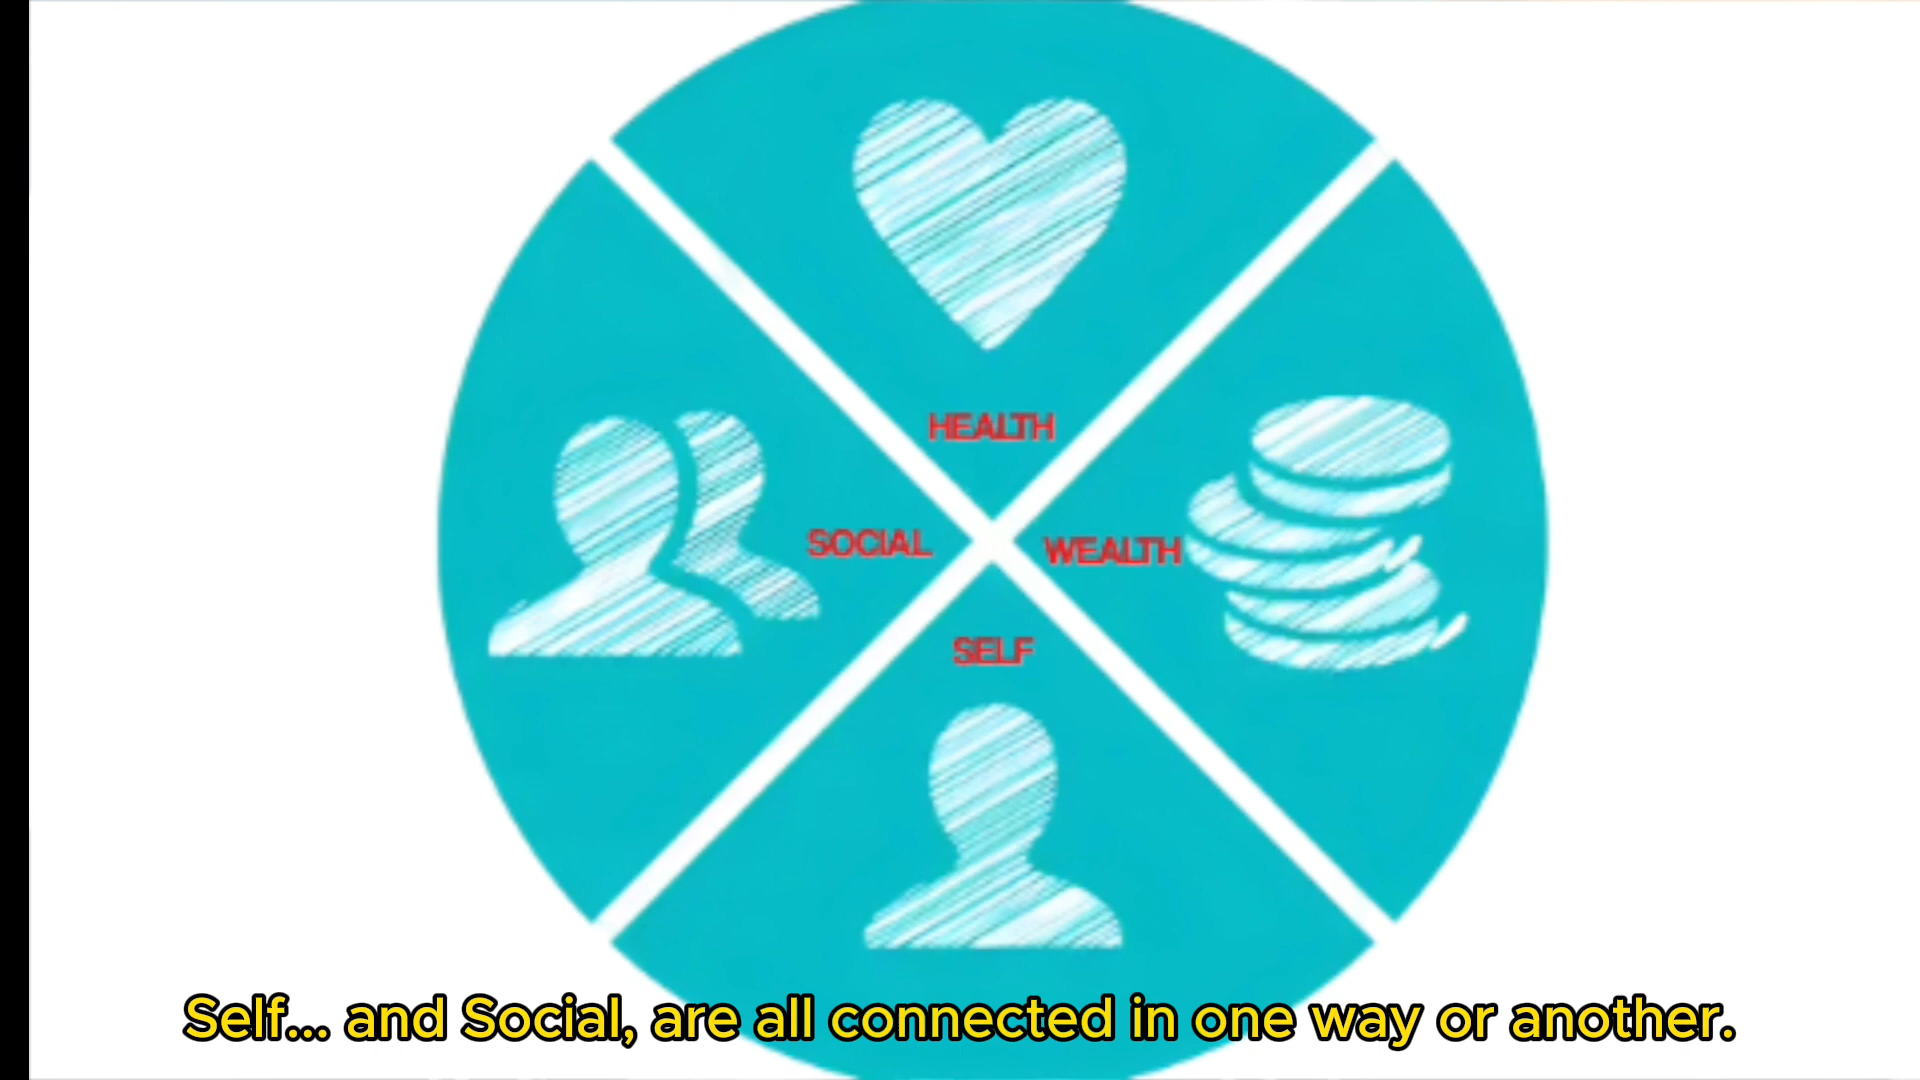 HEALTH
SOCIAL
WEALTH
SELF
Self... and Social, are all connected in one way or another.